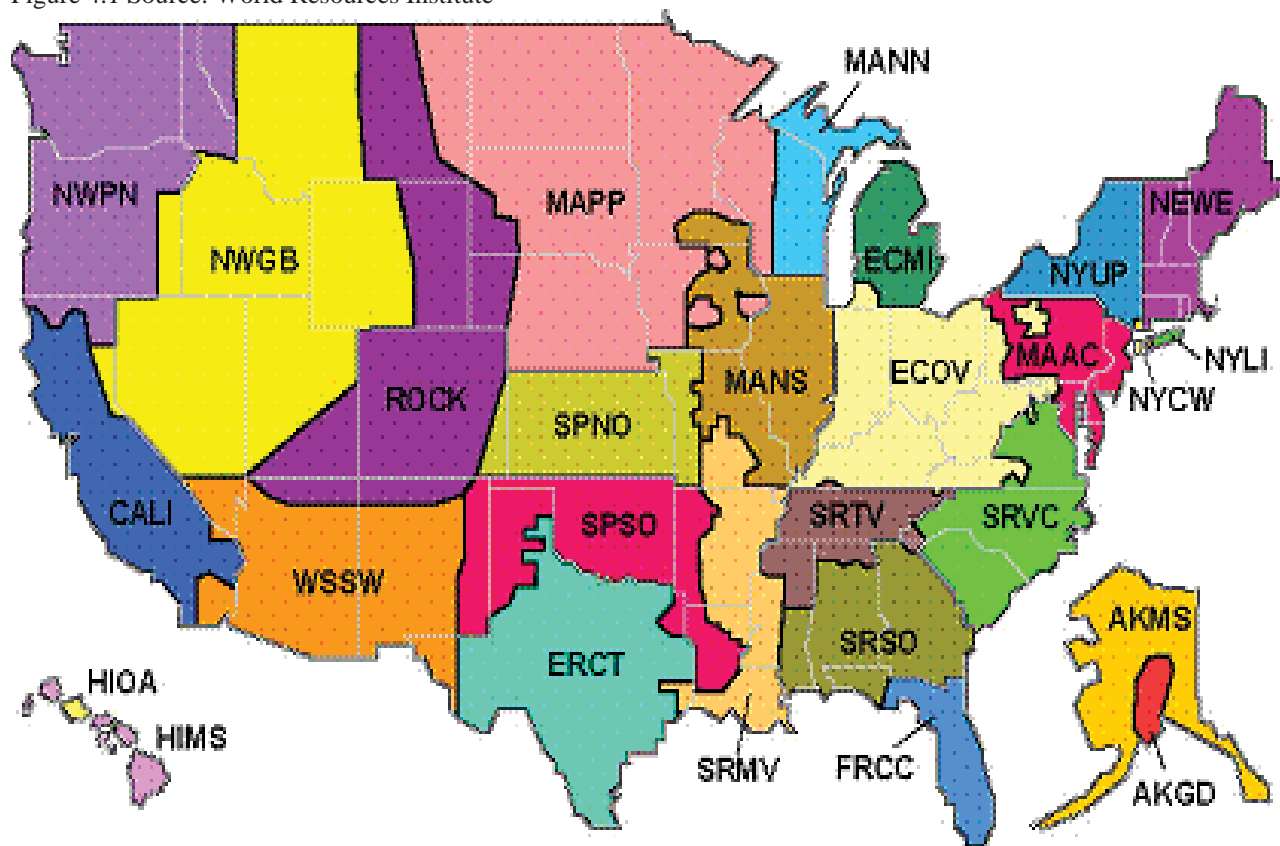 Figure 4.1 Source: World Resources Institute
MANN
NWPN
MAPP
NEWE
NWGB
ECMI
NYUP
MAAC
NYLI
ROCK
MANS
ECOV
NYCW
SPNO
CALI
SPSO
SRTV
SRVC
WSSW
AKMS
SRSO
ERCT
HIOA
HIMS
SRMV
FRCC
AKGD